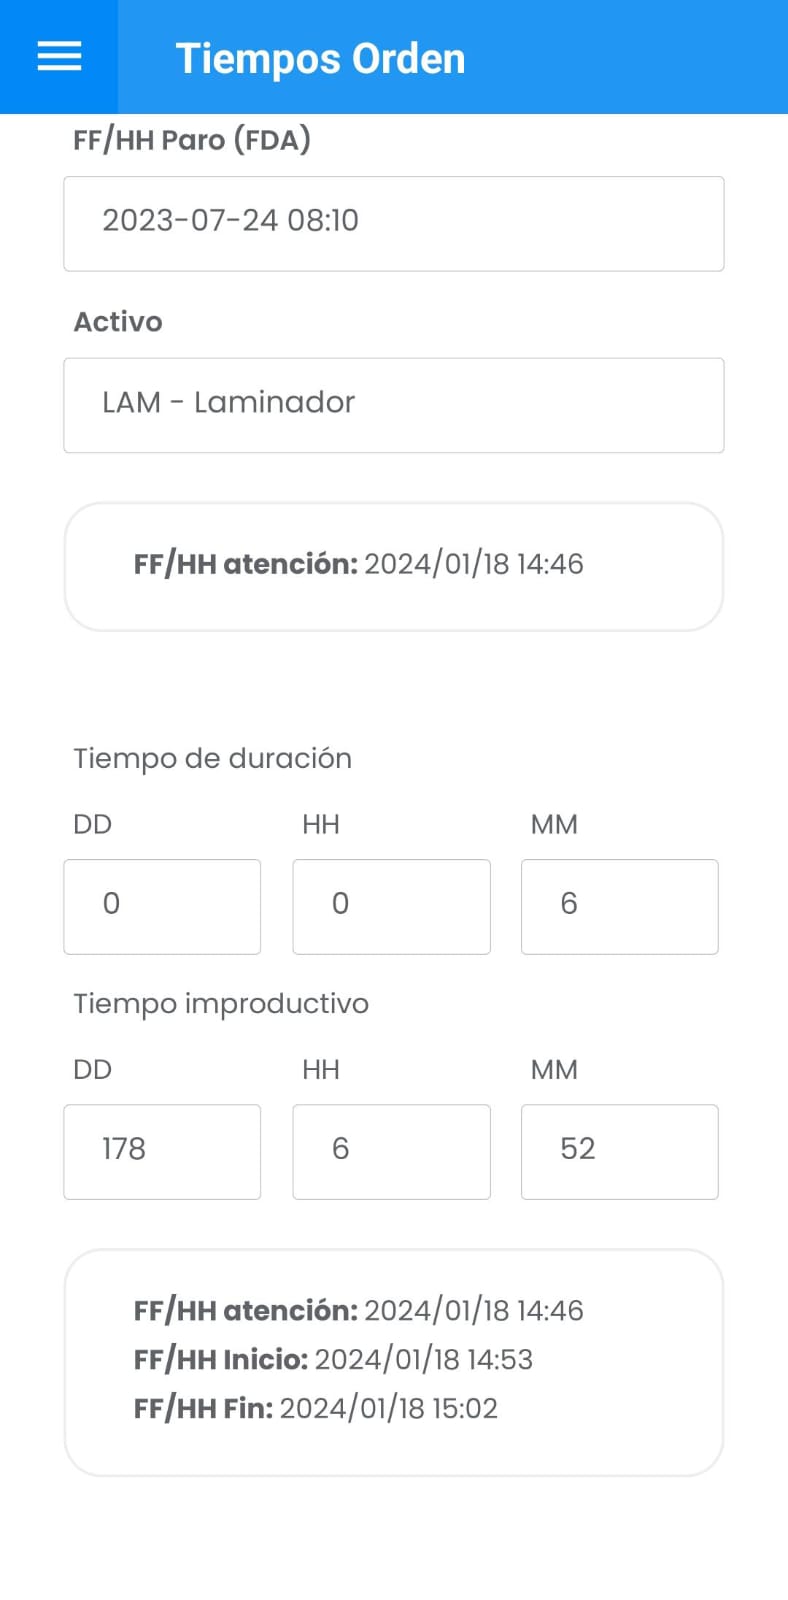 Tiempos Orden
FF/HH Paro (FDA)
2023-07-24 08:10
Activo
LAM - Laminador
FF/HH atención: 2024/01/18 14:46
Tiempo de duración
DD HH MM
0 0 6
Tiempo improductivo
DD HH MM
178 6 52
FF/HH atención: 2024/01/18 14:46
FF/HH Inicio: 2024/01/18 14:53
FF/HH Fin: 2024/01/18 15:02